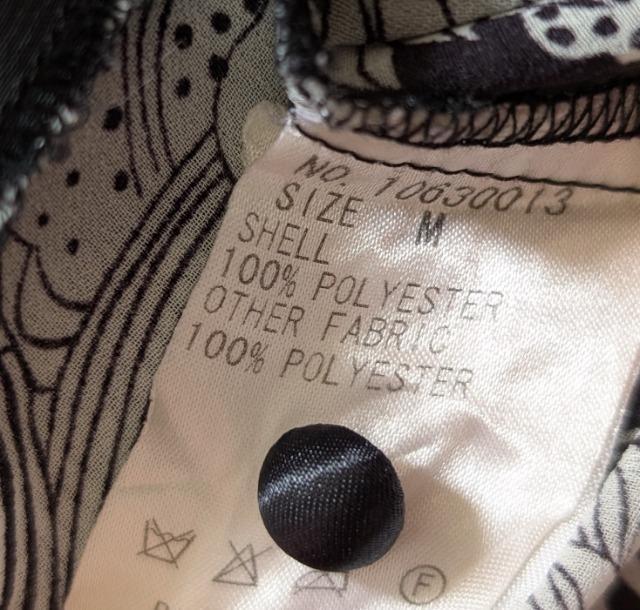 NO. 10630013
SIZE M
SHELL
100% POLYESTER
OTHER FABRIC
100% POLYESTER
F